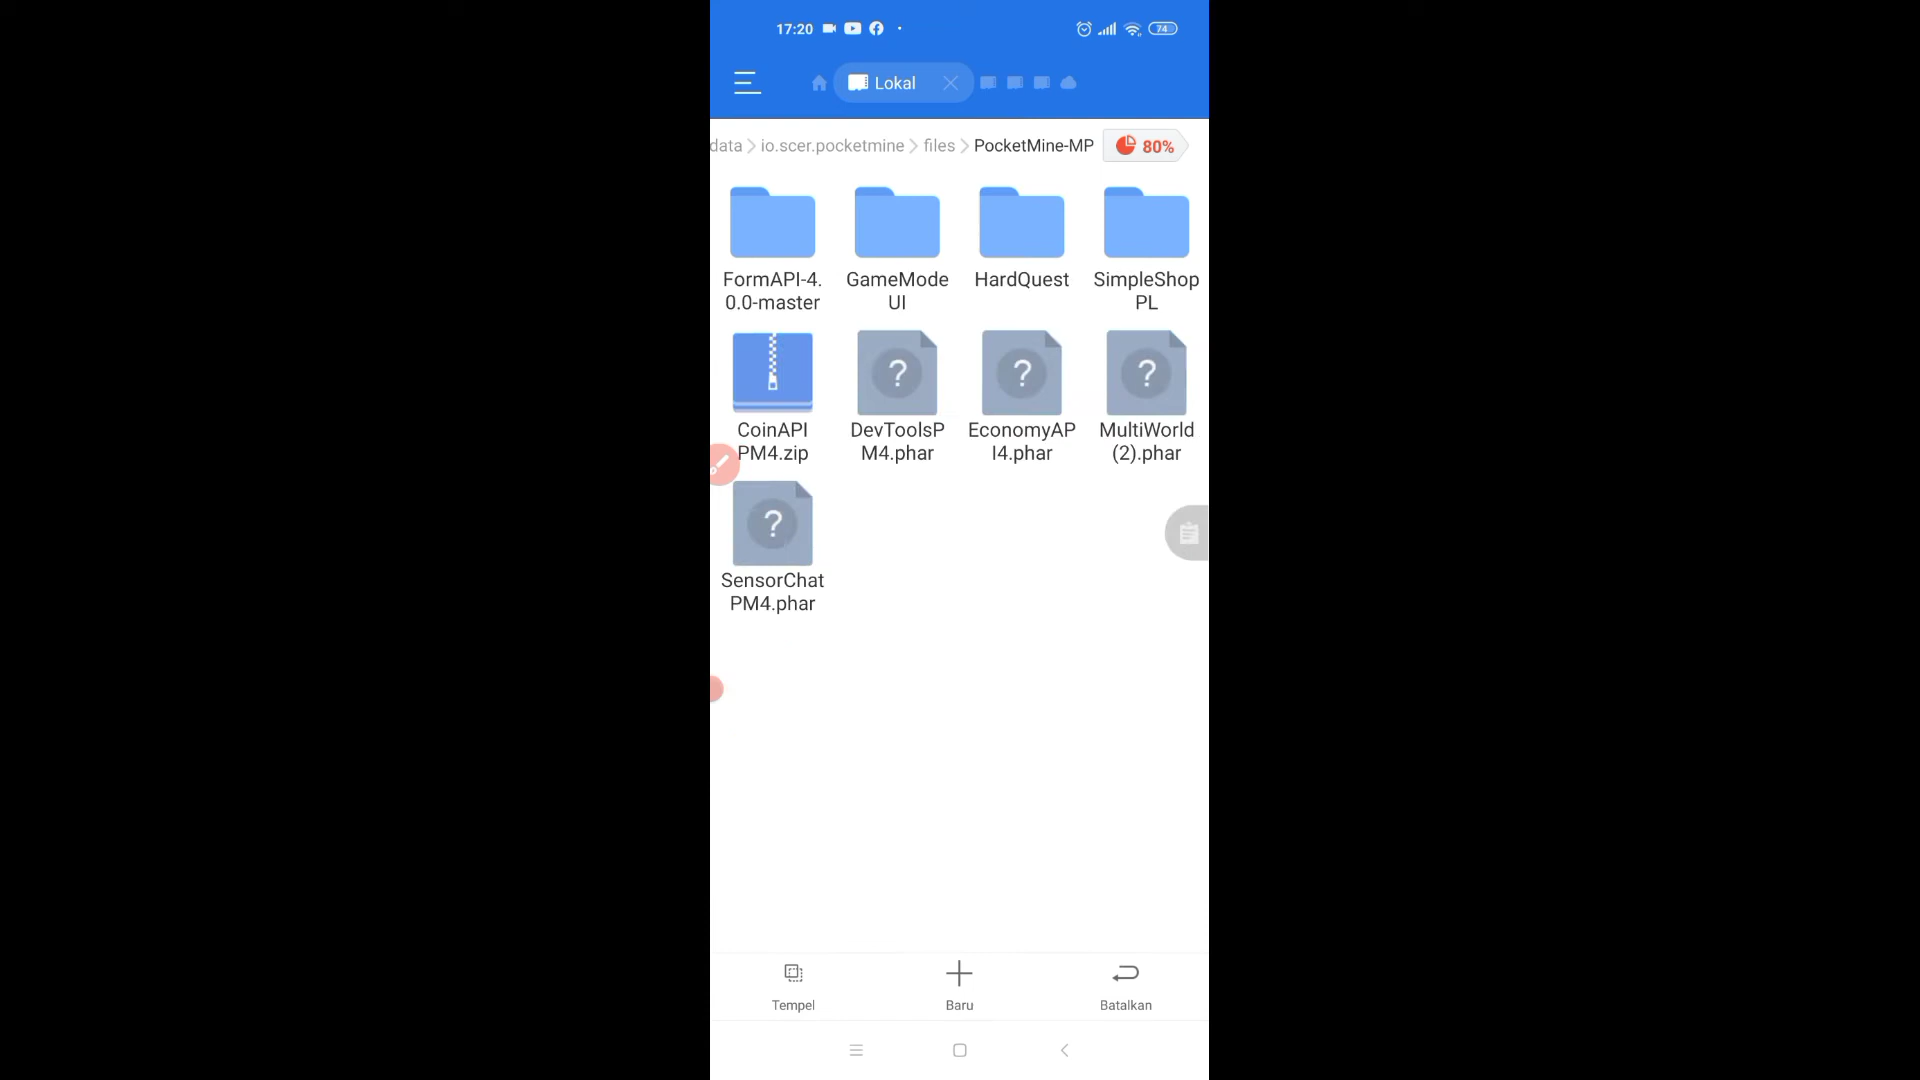 17:20 74
Lokal
data > io.scer.pocketmine > files > PocketMine-MP 80%
FormAPI-4.
0.0-master
GameMode
UI
HardQuest
SimpleShop
PL
? ? ?
CoinAPI
PM4.zip
DevToolsP
M4.phar
EconomyAP
I4.phar
MultiWorld
(2).phar
?
SensorChat
PM4.phar
Tempel
Baru
Batalkan